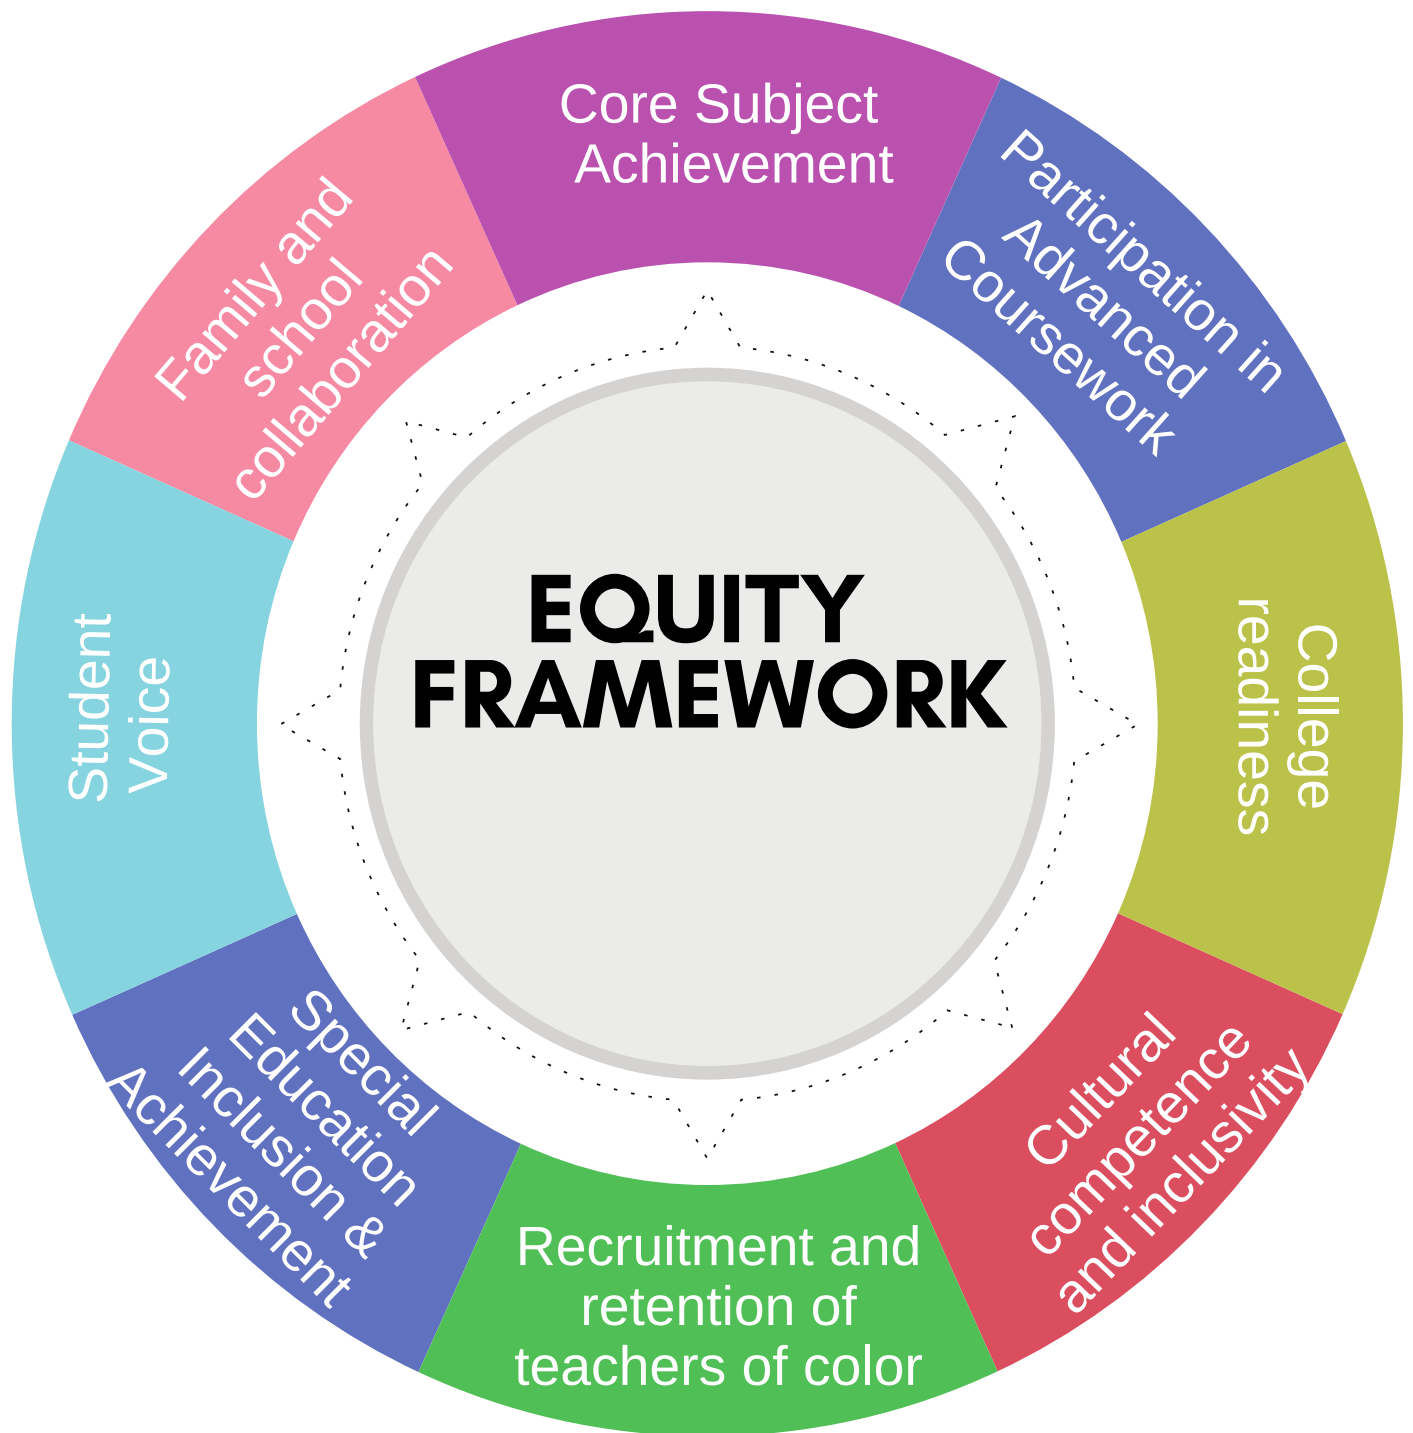 Core Subject
Achievement
Participation in
Advanced
Coursework
College
readiness
Cultural
competence
and inclusivity
Recruitment and
retention of
teachers of color
Special
Education
Inclusion &
Achievement
Student
Voice
Family and
school
collaboration
EQUITY
FRAMEWORK